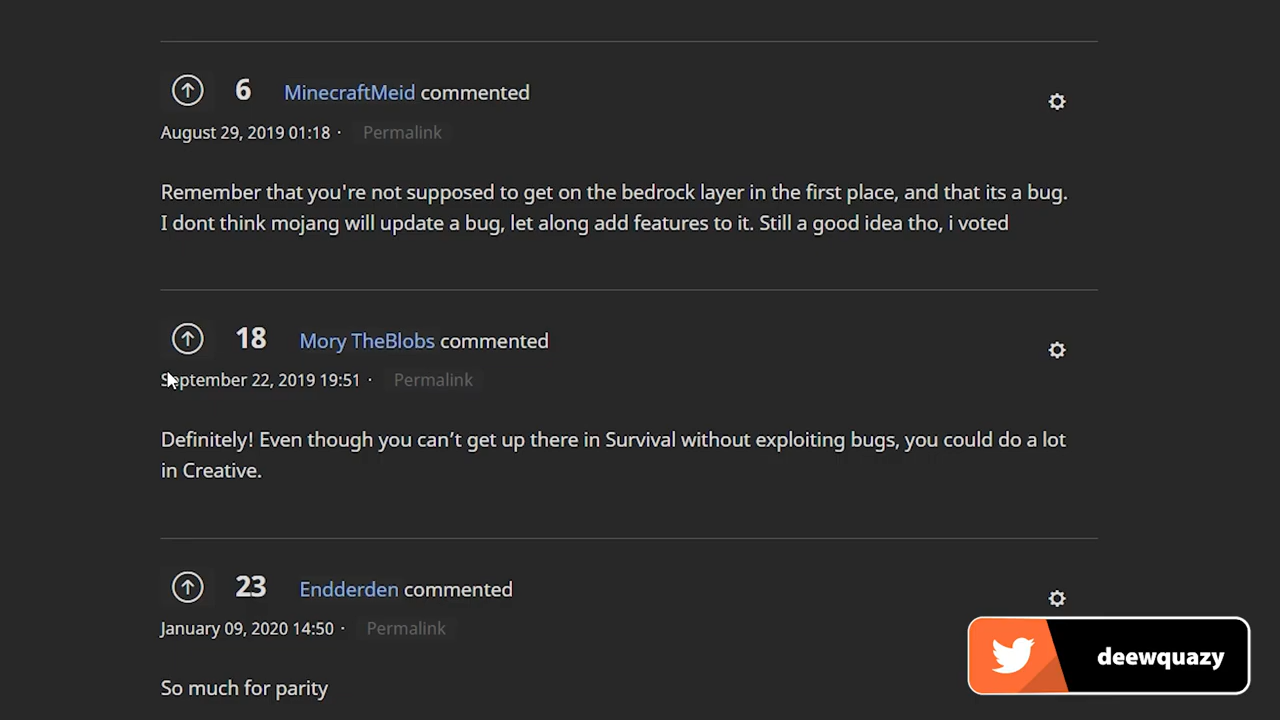 6 MinecraftMeid commented
August 29, 2019 01:18 · Permalink
Remember that you're not supposed to get on the bedrock layer in the first place, and that its a bug.
I dont think mojang will update a bug, let along add features to it. Still a good idea tho, i voted
18 Mory TheBlobs commented
September 22, 2019 19:51 · Permalink
Definitely! Even though you can’t get up there in Survival without exploiting bugs, you could do a lot
in Creative.
23 Endderden commented
January 09, 2020 14:50 · Permalink
So much for parity
deewquazy